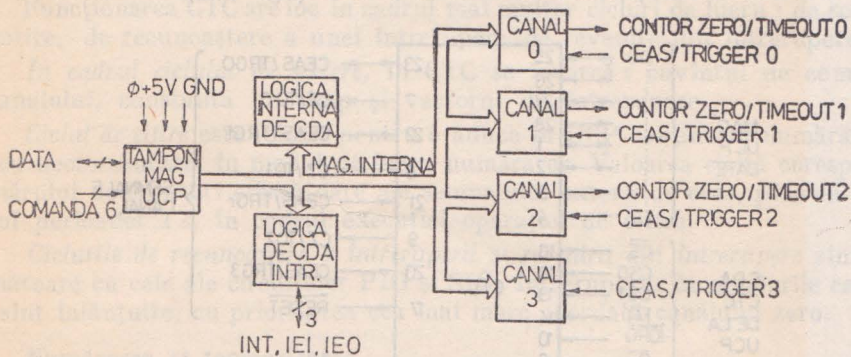 Φ+5V GND
DATA
COMANDA 6
TAMPON
MAG
UCP
LOGICA
INTERNA
DE CDA
MAG. INTERNA
LOGICA
DE CDA
INTR.
3
INT, IEI, IEO
CANAL
0
CONTOR ZERO/TIMEOUT 0
CEAS/TRIGGER 0
CANAL
1
CONTOR ZERO/TIMEOUT 1
CEAS/TRIGGER 1
CANAL
2
CONTOR ZERO/TIMEOUT 2
CEAS/TRIGGER 2
CANAL
3
CEAS/TRIGGER 3